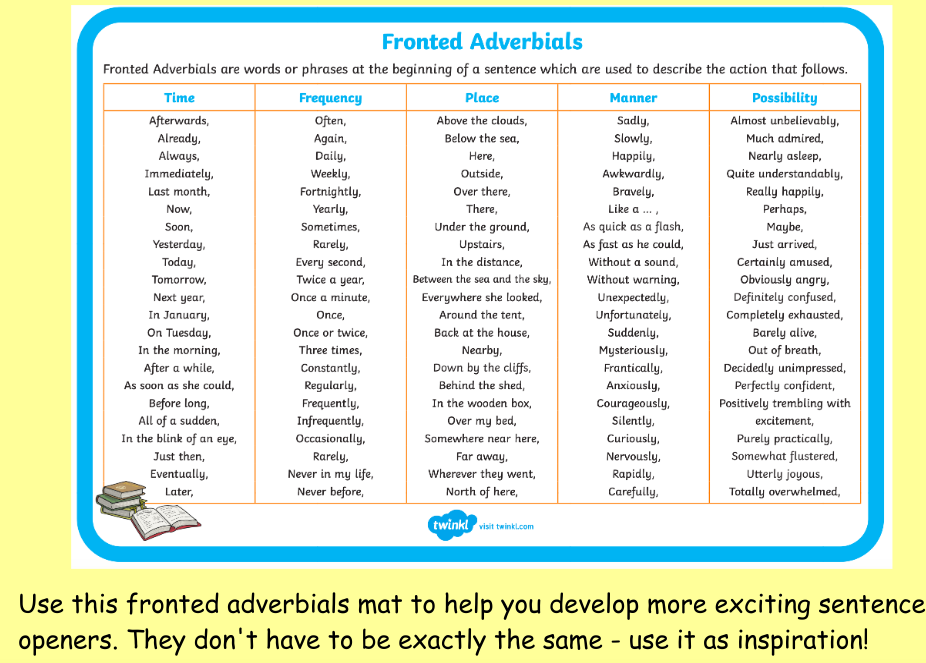 Fronted Adverbials
Fronted Adverbials are words or phrases at the beginning of a sentence which are used to describe the action that follows.
Time Frequency Place Manner Possibility
Afterwards, Often, Above the clouds, Sadly, Almost unbelievably,
Already, Again, Below the sea, Slowly, Much admired,
Always, Daily, Here, Happily, Nearly asleep,
Immediately, Weekly, Outside, Awkwardly, Quite understandably,
Last month, Fortnightly, Over there, Bravely, Really happily,
Now, Yearly, There, Like a ... , Perhaps,
Soon, Sometimes, Under the ground, As quick as a flash, Maybe,
Yesterday, Rarely, Upstairs, As fast as he could, Just arrived,
Today, Every second, In the distance, Without a sound, Certainly amused,
Tomorrow, Twice a year, Between the sea and the sky, Without warning, Obviously angry,
Next year, Once a minute, Everywhere she looked, Unexpectedly, Definitely confused,
In January, Once, Around the tent, Unfortunately, Completely exhausted,
On Tuesday, Once or twice, Back at the house, Suddenly, Barely alive,
In the morning, Three times, Nearby, Mysteriously, Out of breath,
After a while, Constantly, Down by the cliffs, Frantically, Decidedly unimpressed,
As soon as she could, Regularly, Behind the shed, Anxiously, Perfectly confident,
Before long, Frequently, In the wooden box, Courageously, Positively trembling with
All of a sudden, Infrequently, Over my bed, Silently, excitement,
In the blink of an eye, Occasionally, Somewhere near here, Curiously, Purely practically,
Just then, Rarely, Far away, Nervously, Somewhat flustered,
Eventually, Never in my life, Wherever they went, Rapidly, Utterly joyous,
Later, Never before, North of here, Carefully, Totally overwhelmed,
twinkl visit twinkl.com
Use this fronted adverbials mat to help you develop more exciting sentence
openers. They don't have to be exactly the same - use it as inspiration!